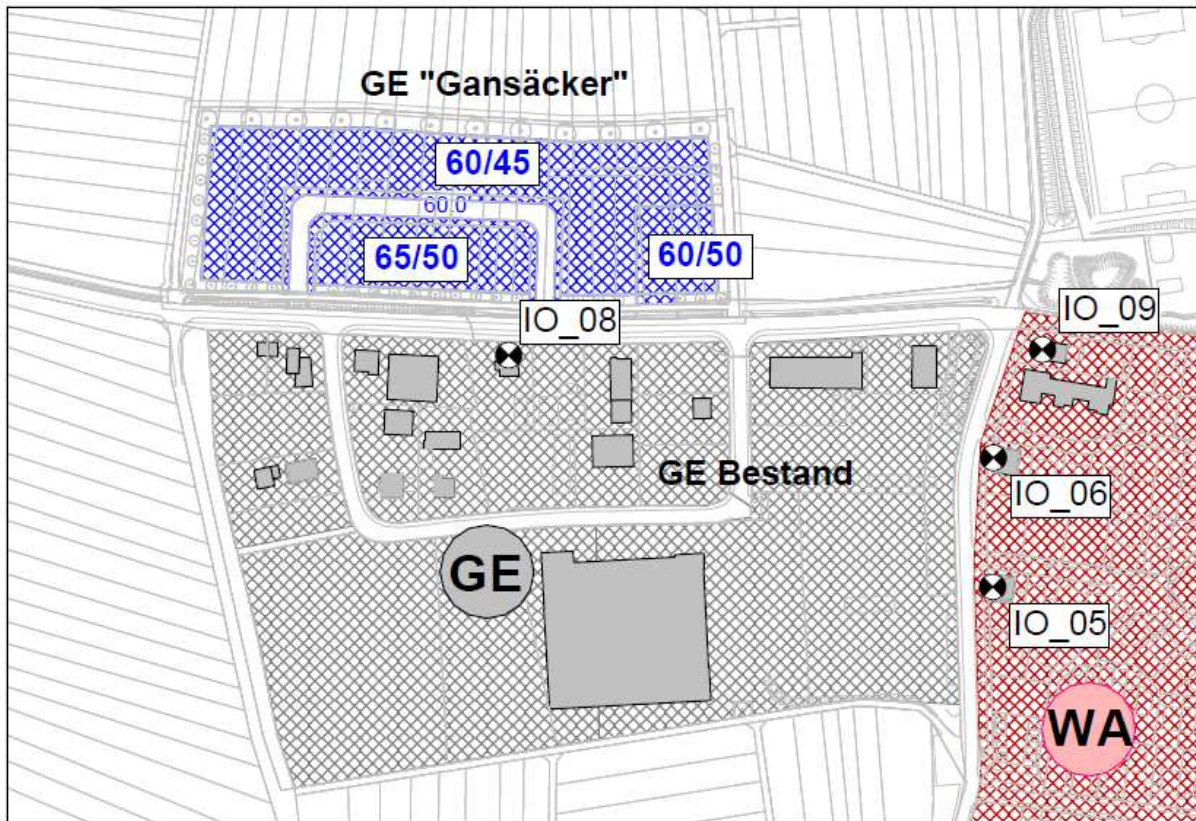 GE "Gansäcker"
60/45
60.0
65/50
60/50
IO_08
IO_09
GE Bestand
IO_06
GE
IO_05
WA